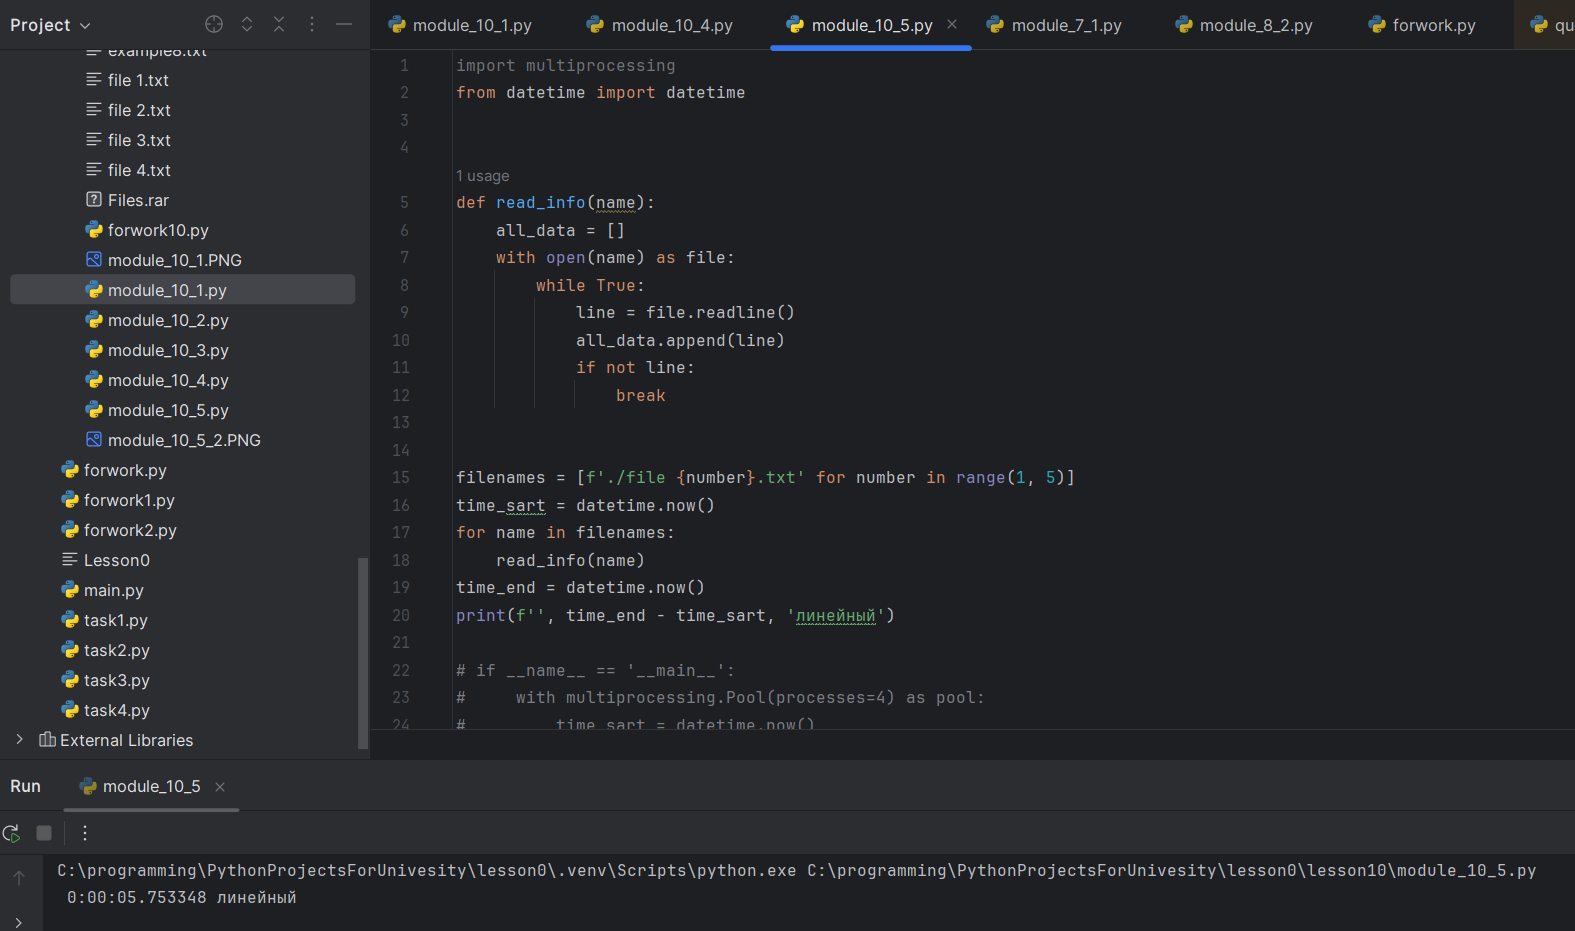 Project
module_10_1.py
module_10_4.py
module_10_5.py
module_7_1.py
module_8_2.py
forwork.py
qu
example8.txt
file 1.txt
file 2.txt
file 3.txt
file 4.txt
Files.rar
forwork10.py
module_10_1.PNG
module_10_1.py
module_10_2.py
module_10_3.py
module_10_4.py
module_10_5.py
module_10_5_2.PNG
forwork.py
forwork1.py
forwork2.py
Lesson0
main.py
task1.py
task2.py
task3.py
task4.py
External Libraries
1 import multiprocessing
2 from datetime import datetime
3
4
1 usage
5 def read_info(name):
6     all_data = []
7     with open(name) as file:
8         while True:
9             line = file.readline()
10             all_data.append(line)
11             if not line:
12                 break
13
14
15 filenames = [f'./file {number}.txt' for number in range(1, 5)]
16 time_sart = datetime.now()
17 for name in filenames:
18     read_info(name)
19 time_end = datetime.now()
20 print(f'', time_end - time_sart, 'линейный')
21
22 # if __name__ == '__main__':
23 #     with multiprocessing.Pool(processes=4) as pool:
24 #         time_sart = datetime.now()
Run
module_10_5
C:\programming\PythonProjectsForUnivesity\lesson0\.venv\Scripts\python.exe C:\programming\PythonProjectsForUnivesity\lesson0\lesson10\module_10_5.py
0:00:05.753348 линейный